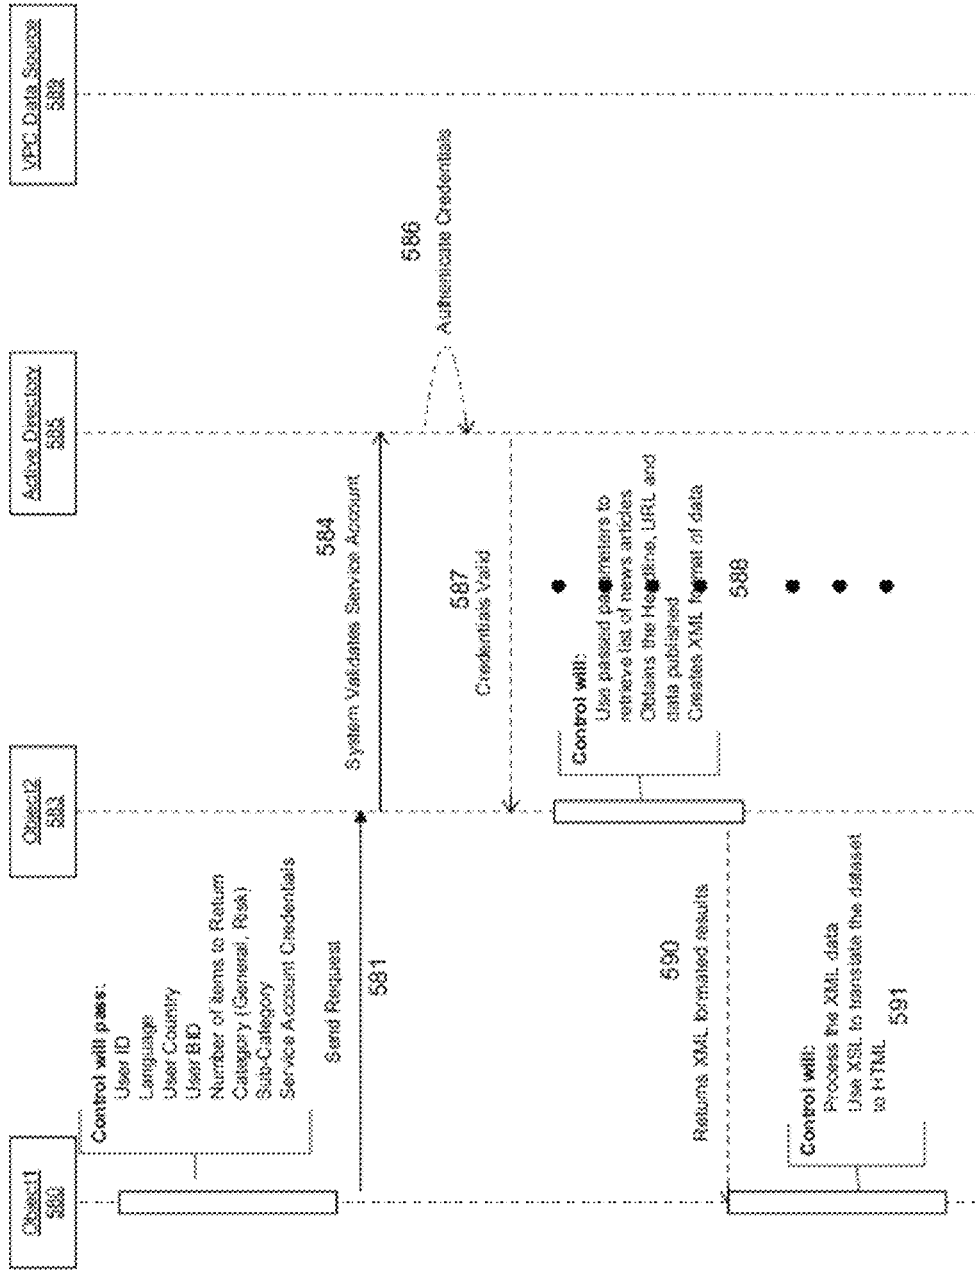 Object1
580
Object2
583
Active Directory
585
VPC Data Source
Control will pass:
User ID
Language
User Country
User BID
Number of items to Return
Category (General, Risk)
Sub-Category
Service Account Credentials
Send Request
581
584
System Validates Service Account
586
Authenticate Credentials
587
Credentials Valid
Control will:
Use passed parameters to
retrieve list of news articles
Obtains the Headline, URL and
data published
Creates XML format of data
588
590
Returns XML formated results
Control will:
Process the XML data
Use XSL to translate the dataset
to HTML
591